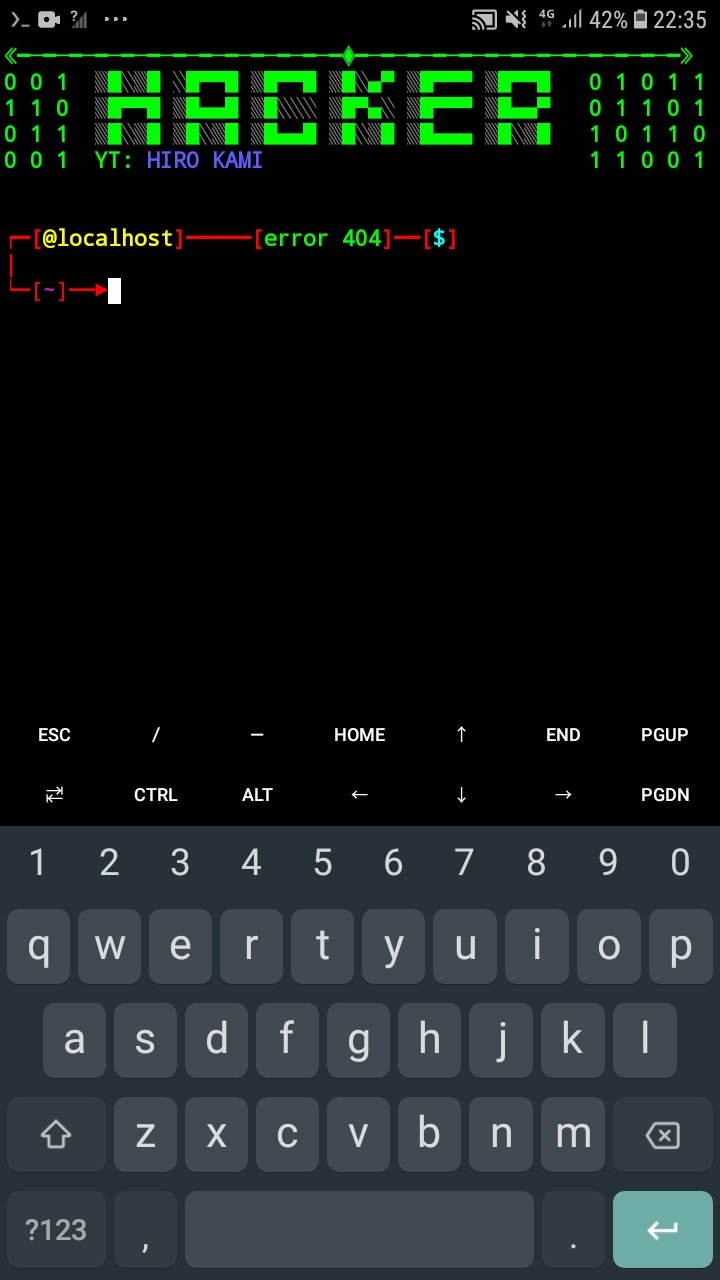 42% 22:35
4G
0 0 1 HACKER 0 1 0 1 1
1 1 0 0 1 1 0 1
0 1 1 1 0 1 1 0
0 0 1 YT: HIRO KAMI 1 1 0 0 1
[@localhost] [error 404] [$]
[~]
ESC / — HOME ↑ END PGUP
⇄ CTRL ALT ← ↓ → PGDN
1 2 3 4 5 6 7 8 9 0
q w e r t y u i o p
a s d f g h j k l
z x c v b n m
?123 , .